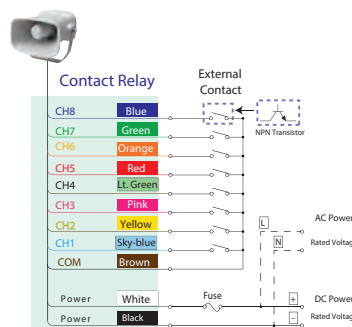 Contact Relay
External
Contact
NPN Transistor
CH8 Blue
CH7 Green
CH6 Orange
CH5 Red
CH4 Lt. Green
CH3 Pink
CH2 Yellow
CH1 Sky-blue
COM Brown
L
AC Power
N
Rated Voltag
Power White
Fuse
+
DC Power
Power Black
-
Rated Voltag